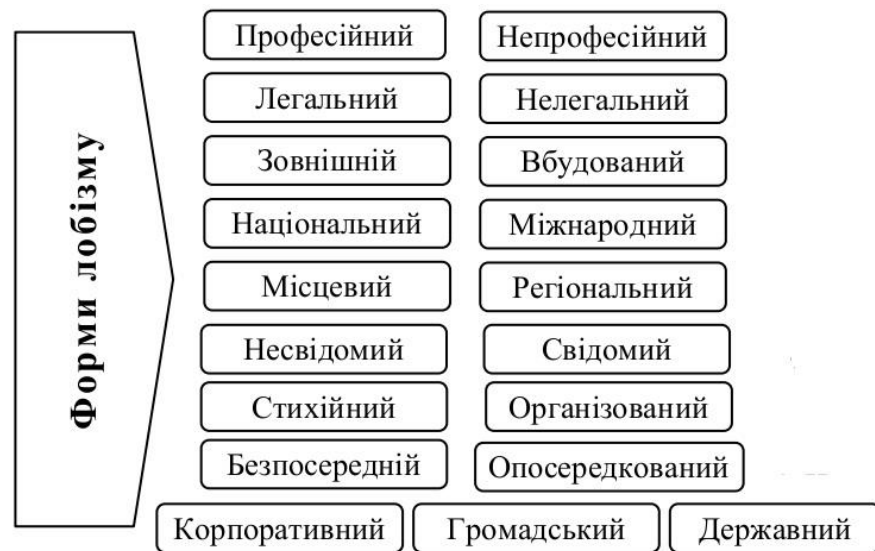 Форми лобізму
Професійний
Непрофесійний
Легальний
Нелегальний
Зовнішній
Вбудований
Національний
Міжнародний
Місцевий
Регіональний
Несвідомий
Свідомий
Стихійний
Організований
Безпосередній
Опосередкований
Корпоративний
Громадський
Державний